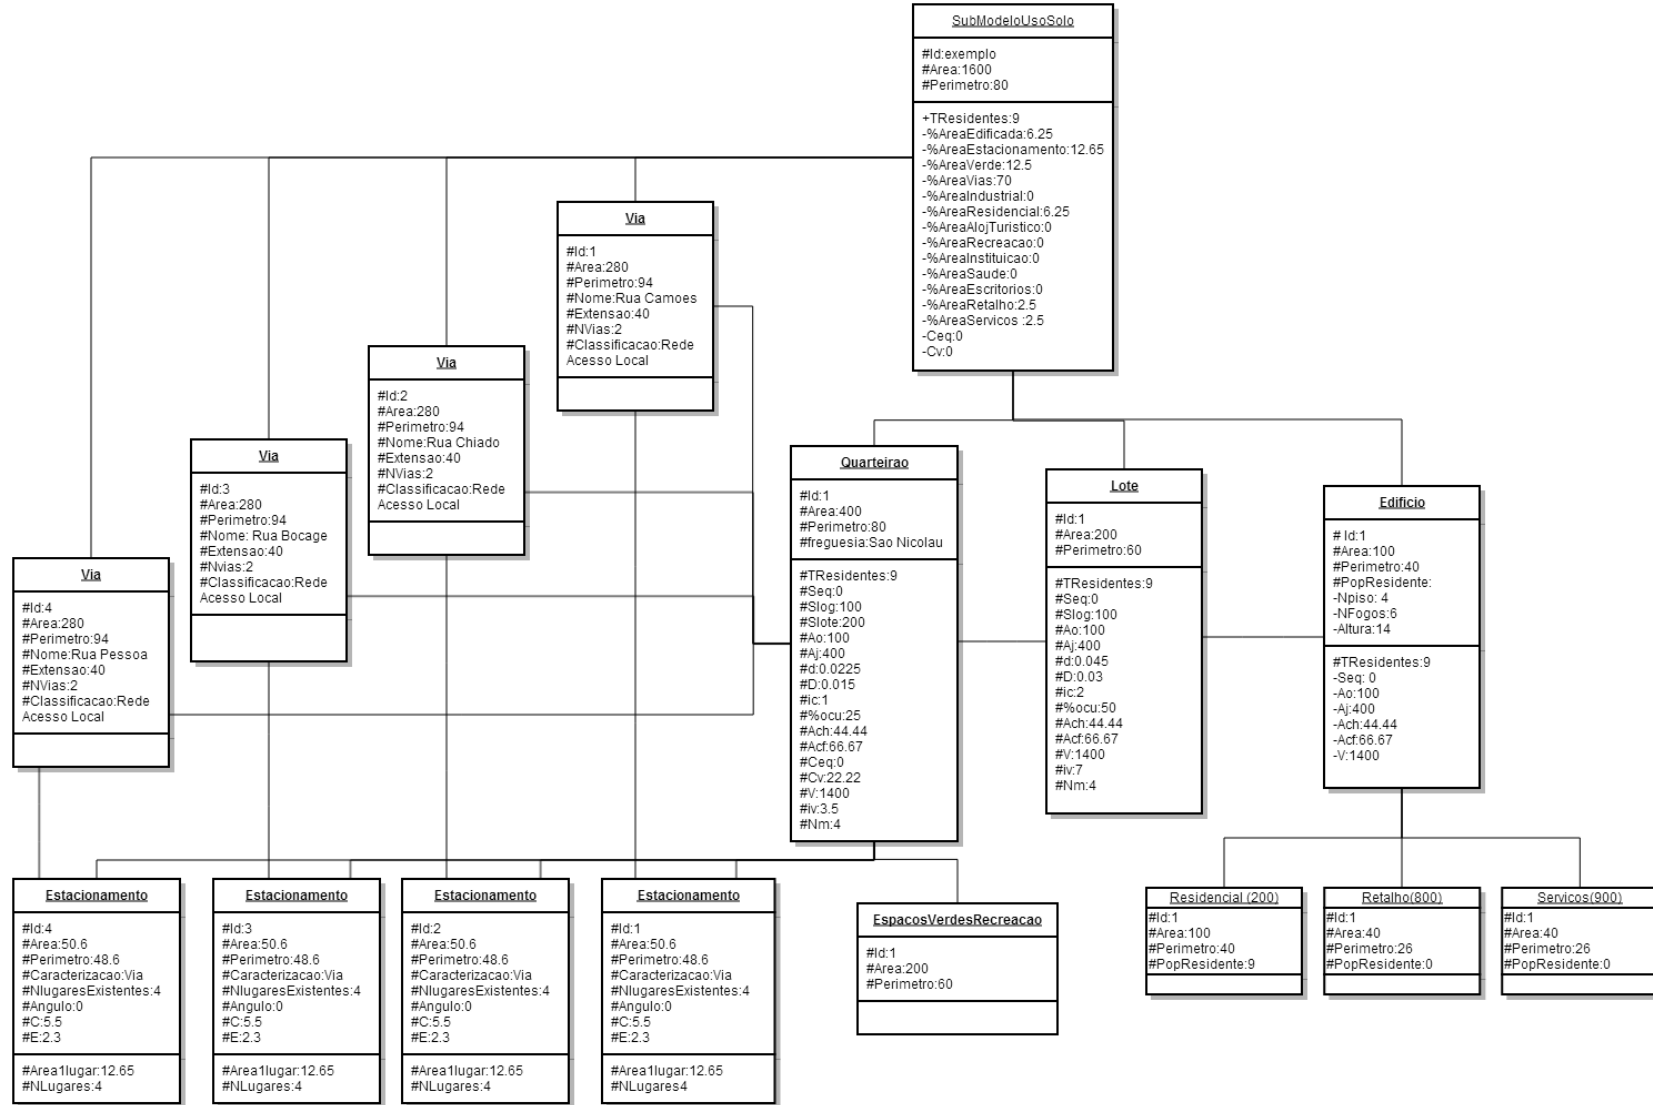 SubModeloUsoSolo
#Id:exemplo
#Area:1600
#Perimetro:80
+TResidentes:9
-%AreaEdificada:6.25
-%AreaEstacionamento:12.65
-%AreaVerde:12.5
-%AreaVias:70
-%AreaIndustrial:0
-%AreaResidencial:6.25
-%AreaAlojTuristico:0
-%AreaRecreacao:0
-%AreaInstituicao:0
-%AreaSaude:0
-%AreaEscritorios:0
-%AreaRetalho:2.5
-%AreaServicos :2.5
-Ceq:0
-Cv:0
Via
#Id:1
#Area:280
#Perimetro:94
#Nome:Rua Camoes
#Extensao:40
#NVias:2
#Classificacao:Rede
Acesso Local
Via
#Id:2
#Area:280
#Perimetro:94
#Nome:Rua Chiado
#Extensao:40
#NVias:2
#Classificacao:Rede
Acesso Local
Via
#Id:3
#Area:280
#Perimetro:94
#Nome: Rua Bocage
#Extensao:40
#Nvias:2
#Classificacao:Rede
Acesso Local
Via
#Id:4
#Area:280
#Perimetro:94
#Nome:Rua Pessoa
#Extensao:40
#NVias:2
#Classificacao:Rede
Acesso Local
Quarteirao
#Id:1
#Area:400
#Perimetro:80
#freguesia:Sao Nicolau
#TResidentes:9
#Seq:0
#Slog:100
#Slote:200
#Ao:100
#Aj:400
#d:0.0225
#D:0.015
#ic:1
#%ocu:25
#Ach:44.44
#Acf:66.67
#Ceq:0
#Cv:22.22
#V:1400
#iv:3.5
#Nm:4
Lote
#Id:1
#Area:200
#Perimetro:60
#TResidentes:9
#Seq:0
#Slog:100
#Ao:100
#Aj:400
#d:0.045
#D:0.03
#ic:2
#%ocu:50
#Ach:44.44
#Acf:66.67
#V:1400
#iv:7
#Nm:4
Edificio
# Id:1
#Area:100
#Perimetro:40
#PopResidente:
-Npiso: 4
-NFogos:6
-Altura:14
#TResidentes:9
-Seq: 0
-Ao:100
-Aj:400
-Ach:44.44
-Acf:66.67
-V:1400
Estacionamento
#Id:4
#Area:50.6
#Perimetro:48.6
#Caracterizacao:Via
#NlugaresExistentes:4
#Angulo:0
#C:5.5
#E:2.3
#Area1lugar:12.65
#NLugares:4
Estacionamento
#Id:3
#Area:50.6
#Perimetro:48.6
#Caracterizacao:Via
#NlugaresExistentes:4
#Angulo:0
#C:5.5
#E:2.3
#Area1lugar:12.65
#NLugares:4
Estacionamento
#Id:2
#Area:50.6
#Perimetro:48.6
#Caracterizacao:Via
#NlugaresExistentes:4
#Angulo:0
#C:5.5
#E:2.3
#Area1lugar:12.65
#NLugares:4
Estacionamento
#Id:1
#Area:50.6
#Perimetro:48.6
#Caracterizacao:Via
#NlugaresExistentes:4
#Angulo:0
#C:5.5
#E:2.3
#Area1lugar:12.65
#NLugares4
EspacosVerdesRecreacao
#Id:1
#Area:200
#Perimetro:60
Residencial (200)
#Id:1
#Area:100
#Perimetro:40
#PopResidente:9
Retalho(800)
#Id:1
#Area:40
#Perimetro:26
#PopResidente:0
Servicos(900)
#Id:1
#Area:40
#Perimetro:26
#PopResidente:0